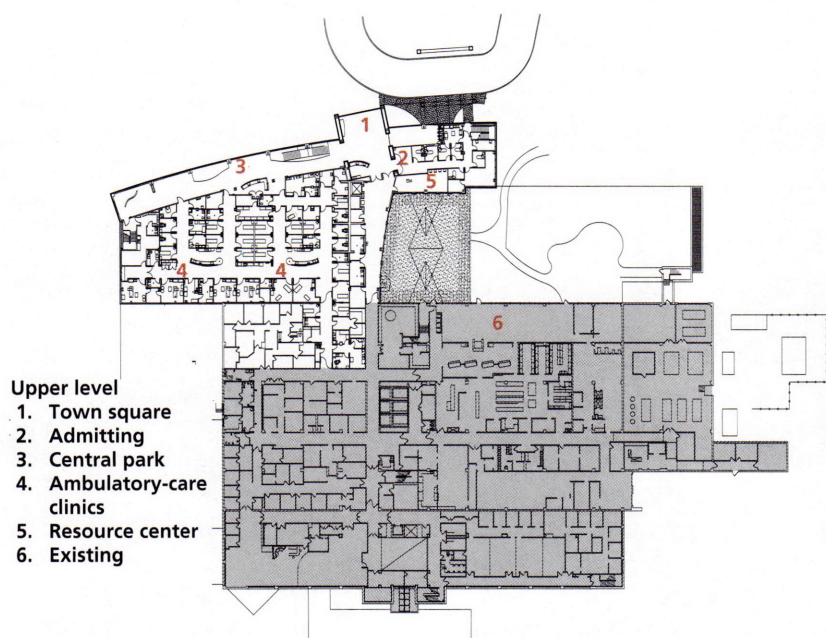 1
2
3
5
4 4
6
Upper level
1. Town square
2. Admitting
3. Central park
4. Ambulatory-care
clinics
5. Resource center
6. Existing